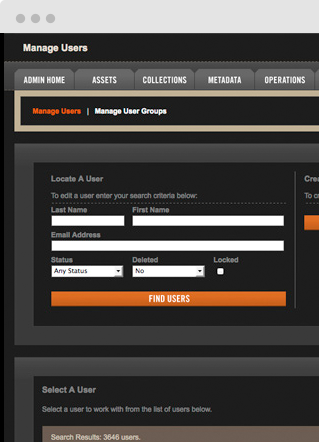 Manage Users
ADMIN HOME ASSETS COLLECTIONS METADATA OPERATIONS
Manage Users | Manage User Groups
Locate A User
To edit a user enter your search criteria below:
Last Name First Name
Email Address
Status Deleted Locked
Any Status No
FIND USERS
Crea
To cr
Select A User
Select a user to work with from the list of users below.
Search Results: 3646 users.